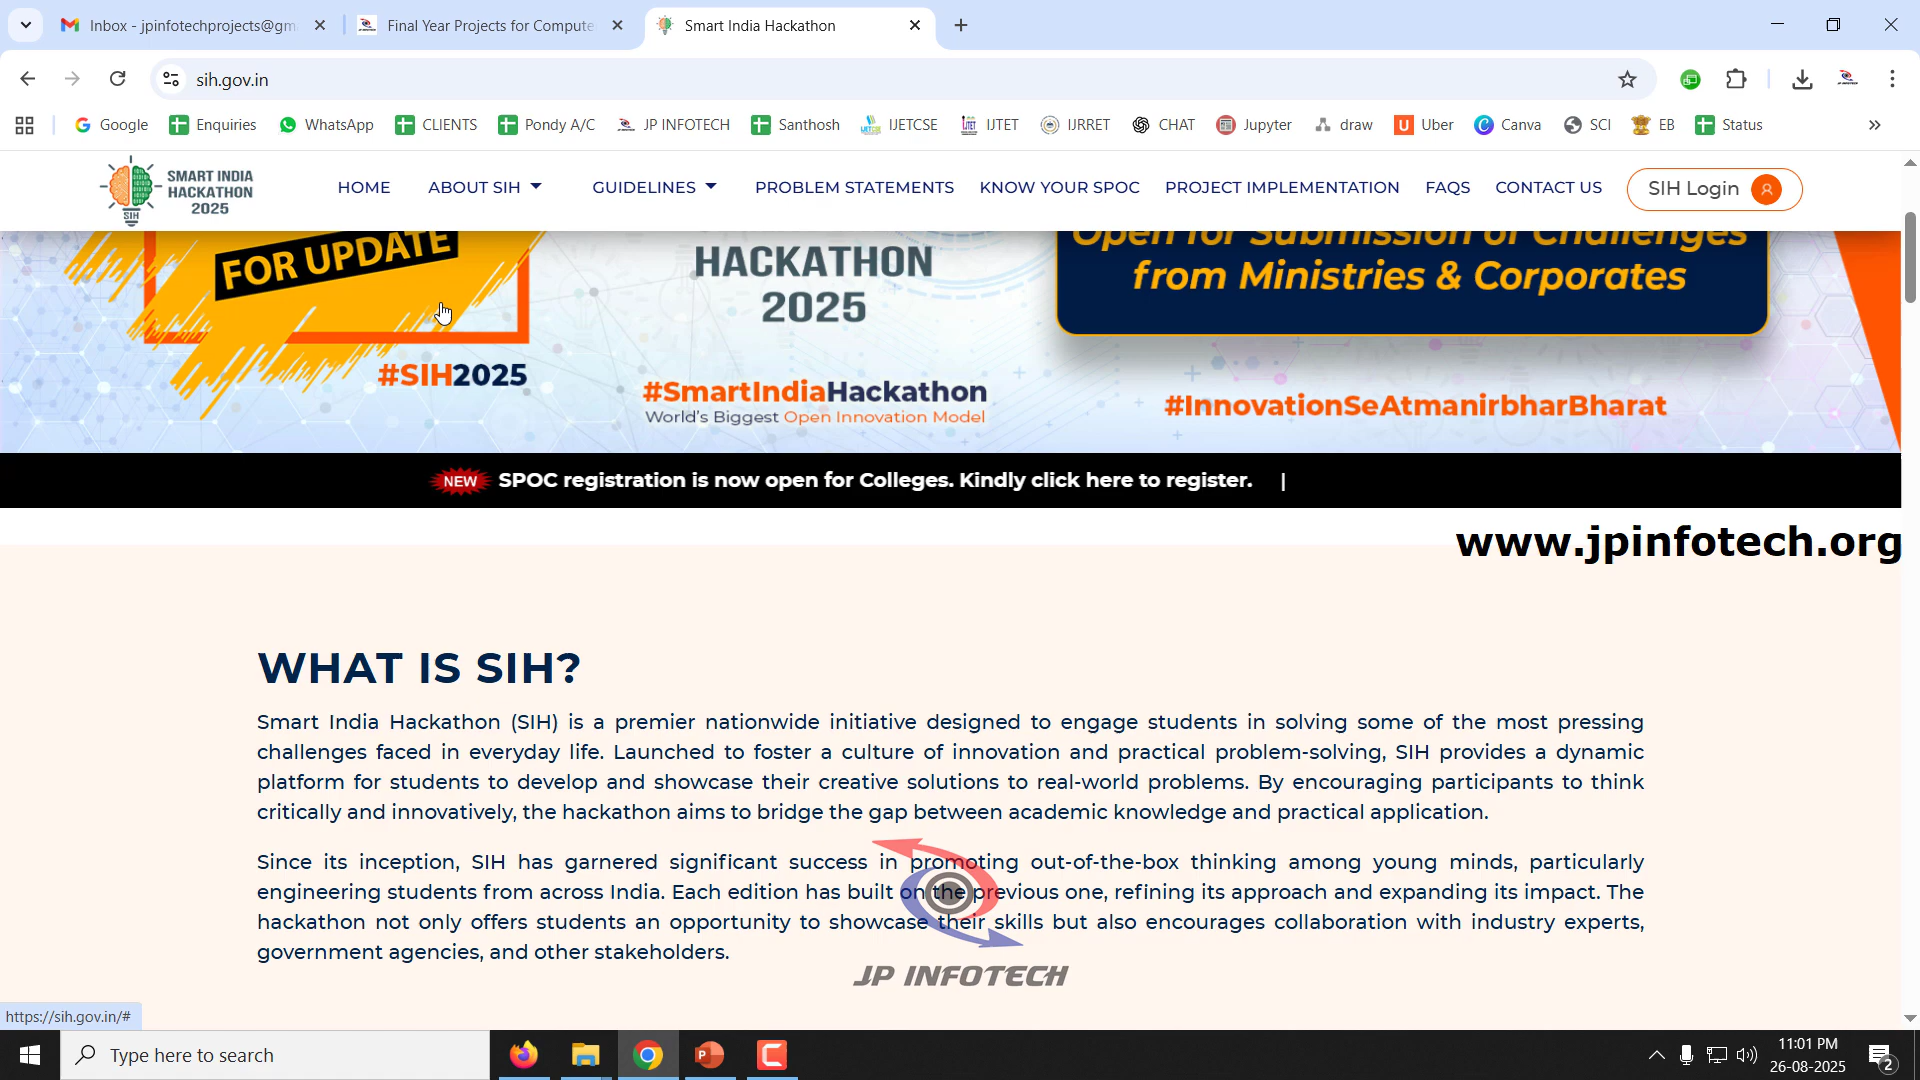 Inbox - jpinfotechprojects@gm
Final Year Projects for Compute
Smart India Hackathon
sih.gov.in
Google
Enquiries
WhatsApp
CLIENTS
Pondy A/C
JP INFOTECH
Santhosh
IJETCSE
IJTET
IJRRET
CHAT
Jupyter
draw
Uber
Canva
SCI
EB
Status
SIH
SMART INDIA
HACKATHON
2025
HOME
ABOUT SIH
GUIDELINES
PROBLEM STATEMENTS
KNOW YOUR SPOC
PROJECT IMPLEMENTATION
FAQS
CONTACT US
SIH Login
FOR UPDATE
#SIH2025
HACKATHON
2025
#SmartIndiaHackathon
World's Biggest Open Innovation Model
Open for Submission of Challenges
from Ministries & Corporates
#InnovationSeAtmanirbharBharat
NEW SPOC registration is now open for Colleges. Kindly click here to register. |
www.jpinfotech.org
WHAT IS SIH?
Smart India Hackathon (SIH) is a premier nationwide initiative designed to engage students in solving some of the most pressing
challenges faced in everyday life. Launched to foster a culture of innovation and practical problem-solving, SIH provides a dynamic
platform for students to develop and showcase their creative solutions to real-world problems. By encouraging participants to think
critically and innovatively, the hackathon aims to bridge the gap between academic knowledge and practical application.
Since its inception, SIH has garnered significant success in promoting out-of-the-box thinking among young minds, particularly
engineering students from across India. Each edition has built on the previous one, refining its approach and expanding its impact. The
hackathon not only offers students an opportunity to showcase their skills but also encourages collaboration with industry experts,
government agencies, and other stakeholders.
JP INFOTECH
https://sih.gov.in/#
Type here to search
11:01 PM
26-08-2025
2